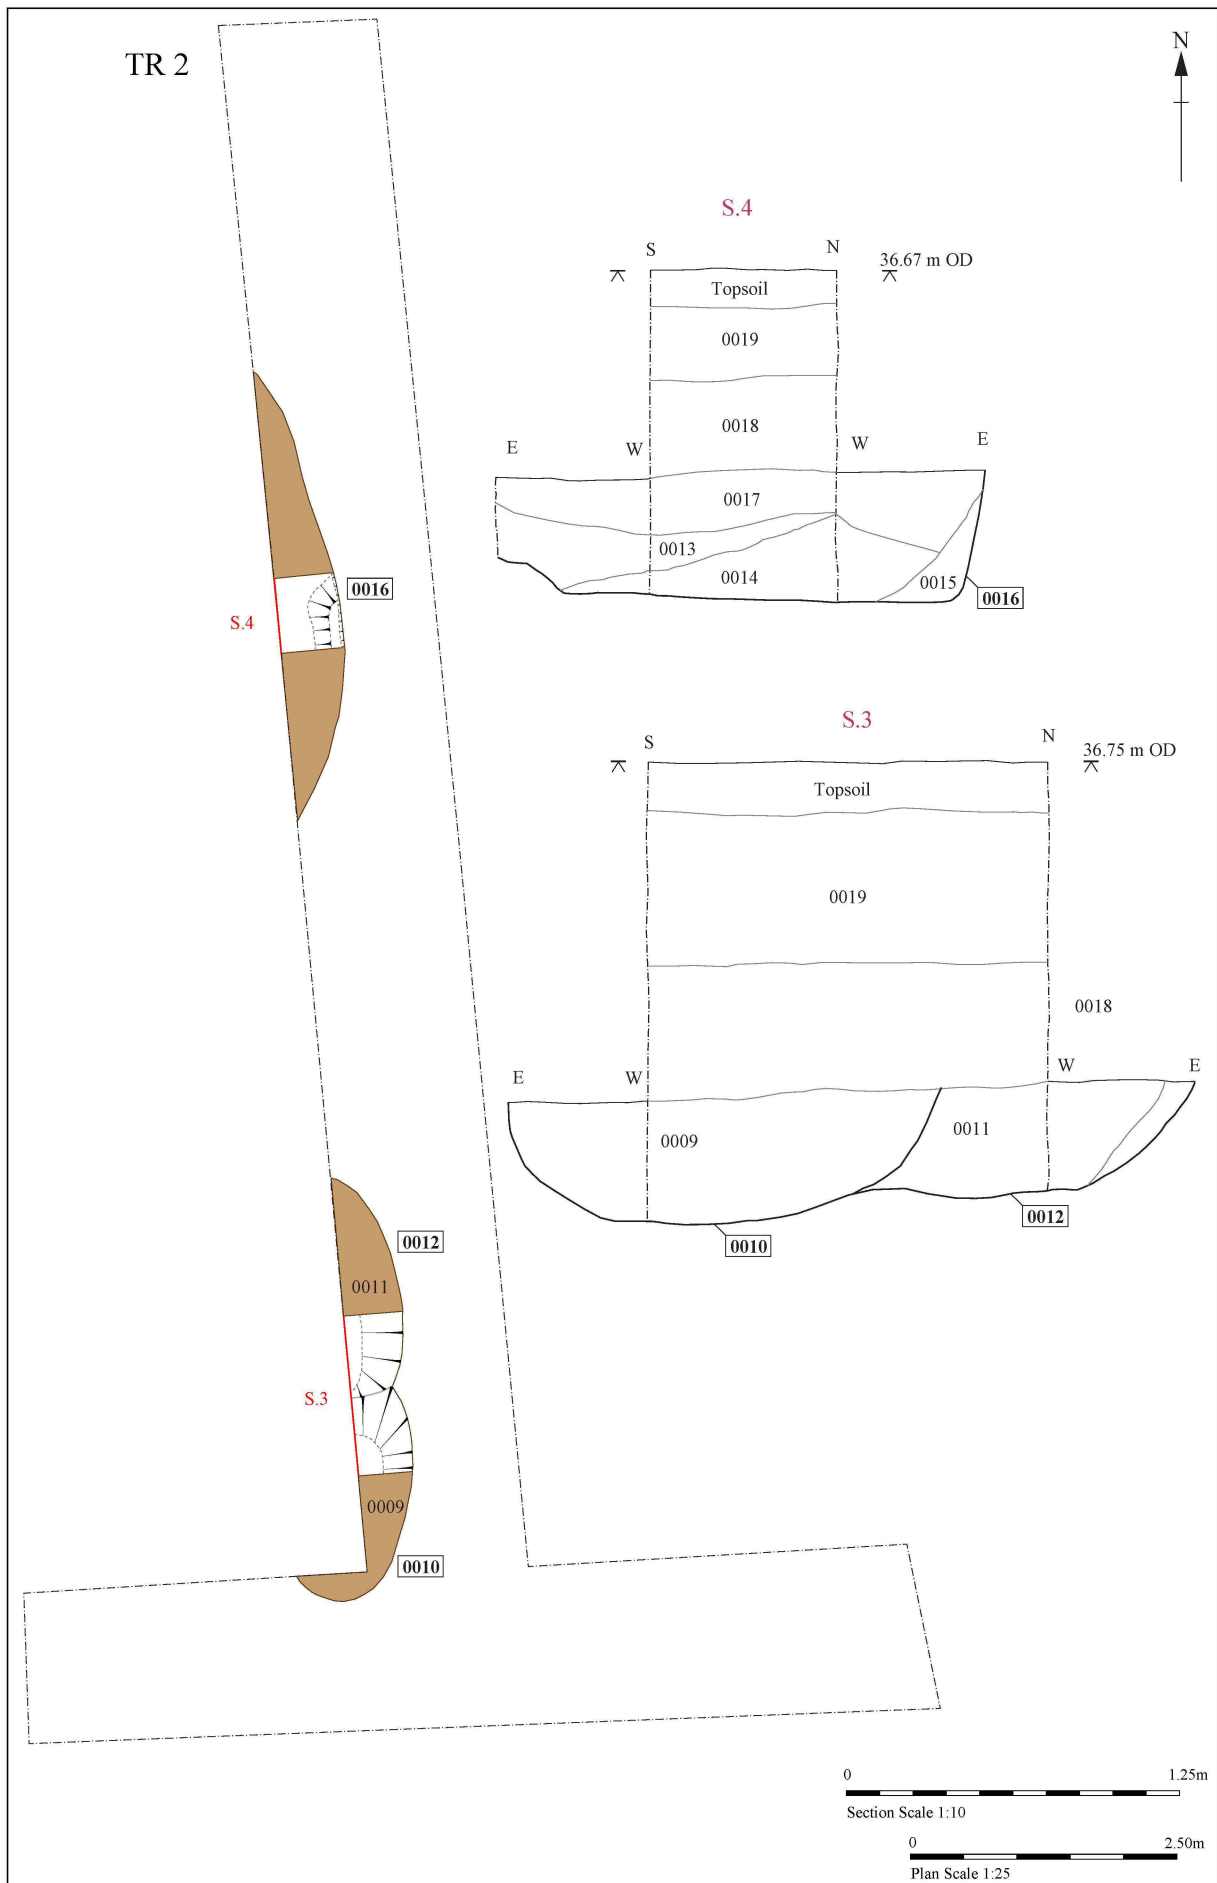 TR 2
N
S.4
S
N
36.67 m OD
Topsoil
0019
0018
E
W
W
E
0017
0013
0014
0015
0016
0016
S.4
S.3
S
N
36.75 m OD
Topsoil
0019
0018
E
W
W
E
0009
0011
0010
0012
0012
0011
S.3
0009
0010
0
1.25m
Section Scale 1:10
0
2.50m
Plan Scale 1:25